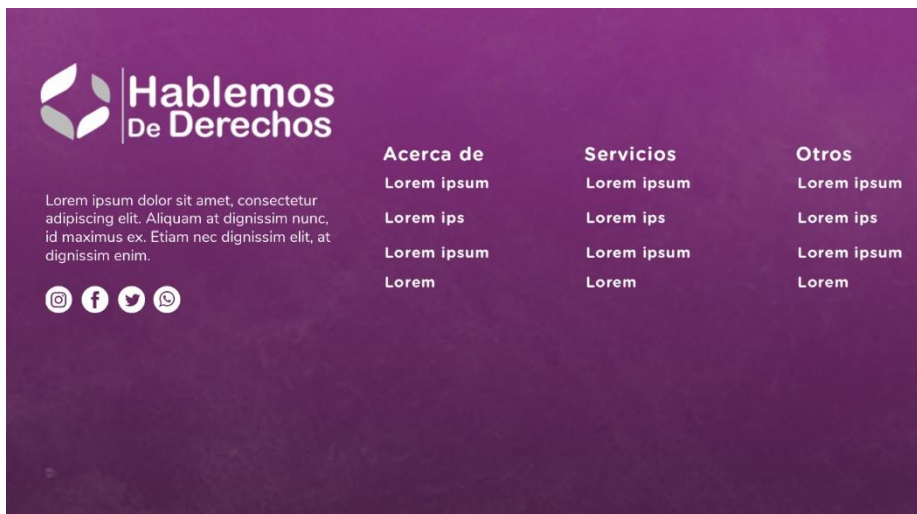 Hablemos
De Derechos
Lorem ipsum dolor sit amet, consectetur
adipiscing elit. Aliquam at dignissim nunc,
id maximus ex. Etiam nec dignissim elit, at
dignissim enim.
Acerca de
Lorem ipsum
Lorem ips
Lorem ipsum
Lorem
Servicios
Lorem ipsum
Lorem ips
Lorem ipsum
Lorem
Otros
Lorem ipsum
Lorem ips
Lorem ipsum
Lorem